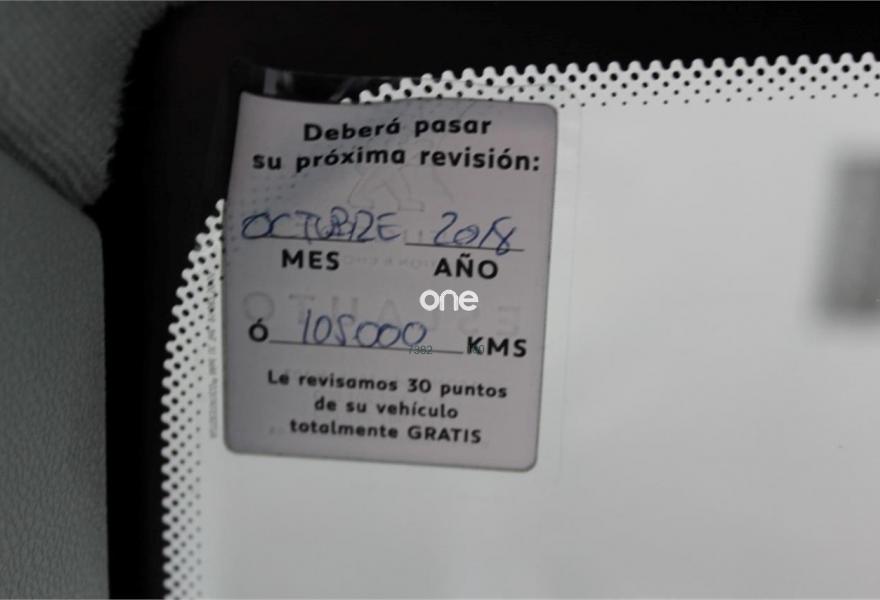 Deberá pasar
su próxima revisión:
OCTUBRE 2018
MES AÑO
one
Ó 105000 KMS
7382
Le revisamos 30 puntos
de su vehículo
totalmente GRATIS